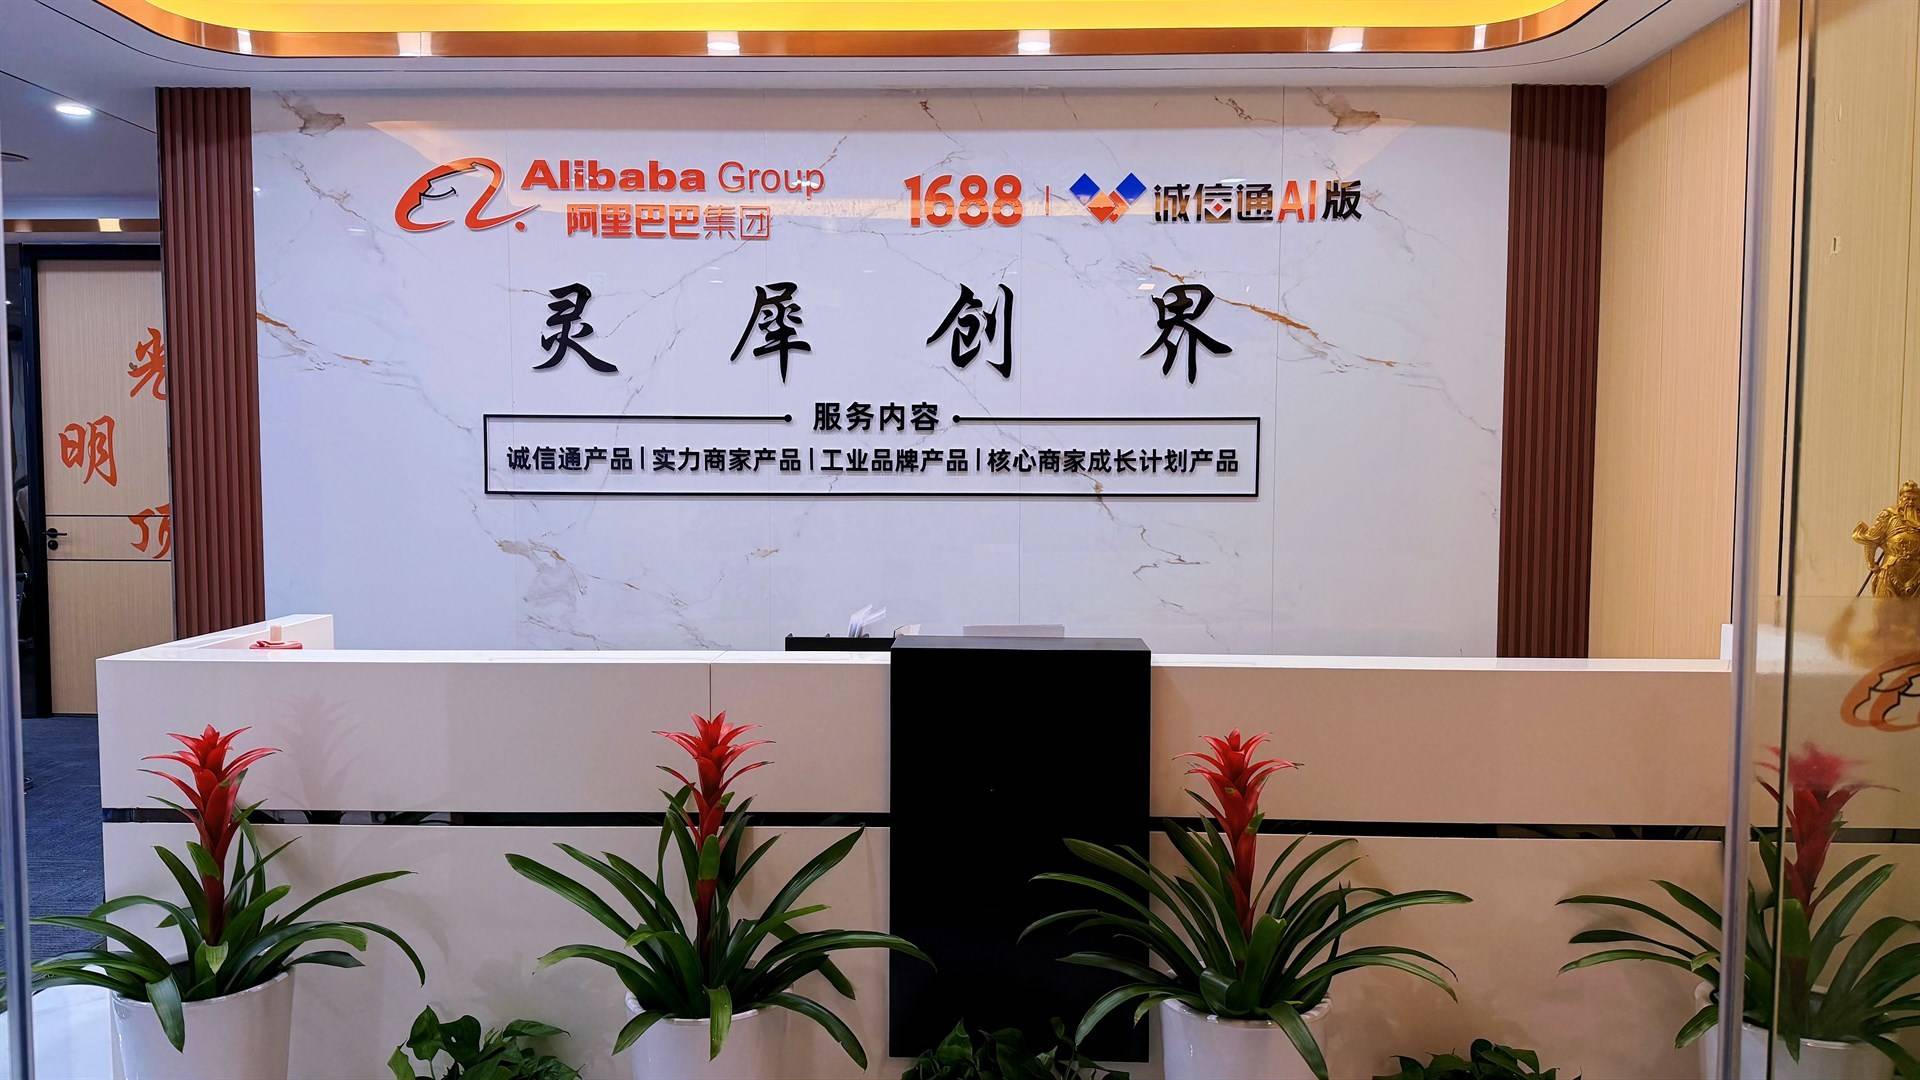 Alibaba Group
阿里巴巴集团
1688 | 诚信通AI版
灵犀创界
服务内容
诚信通产品|实力商家产品|工业品牌产品|核心商家成长计划产品
光
明
顶